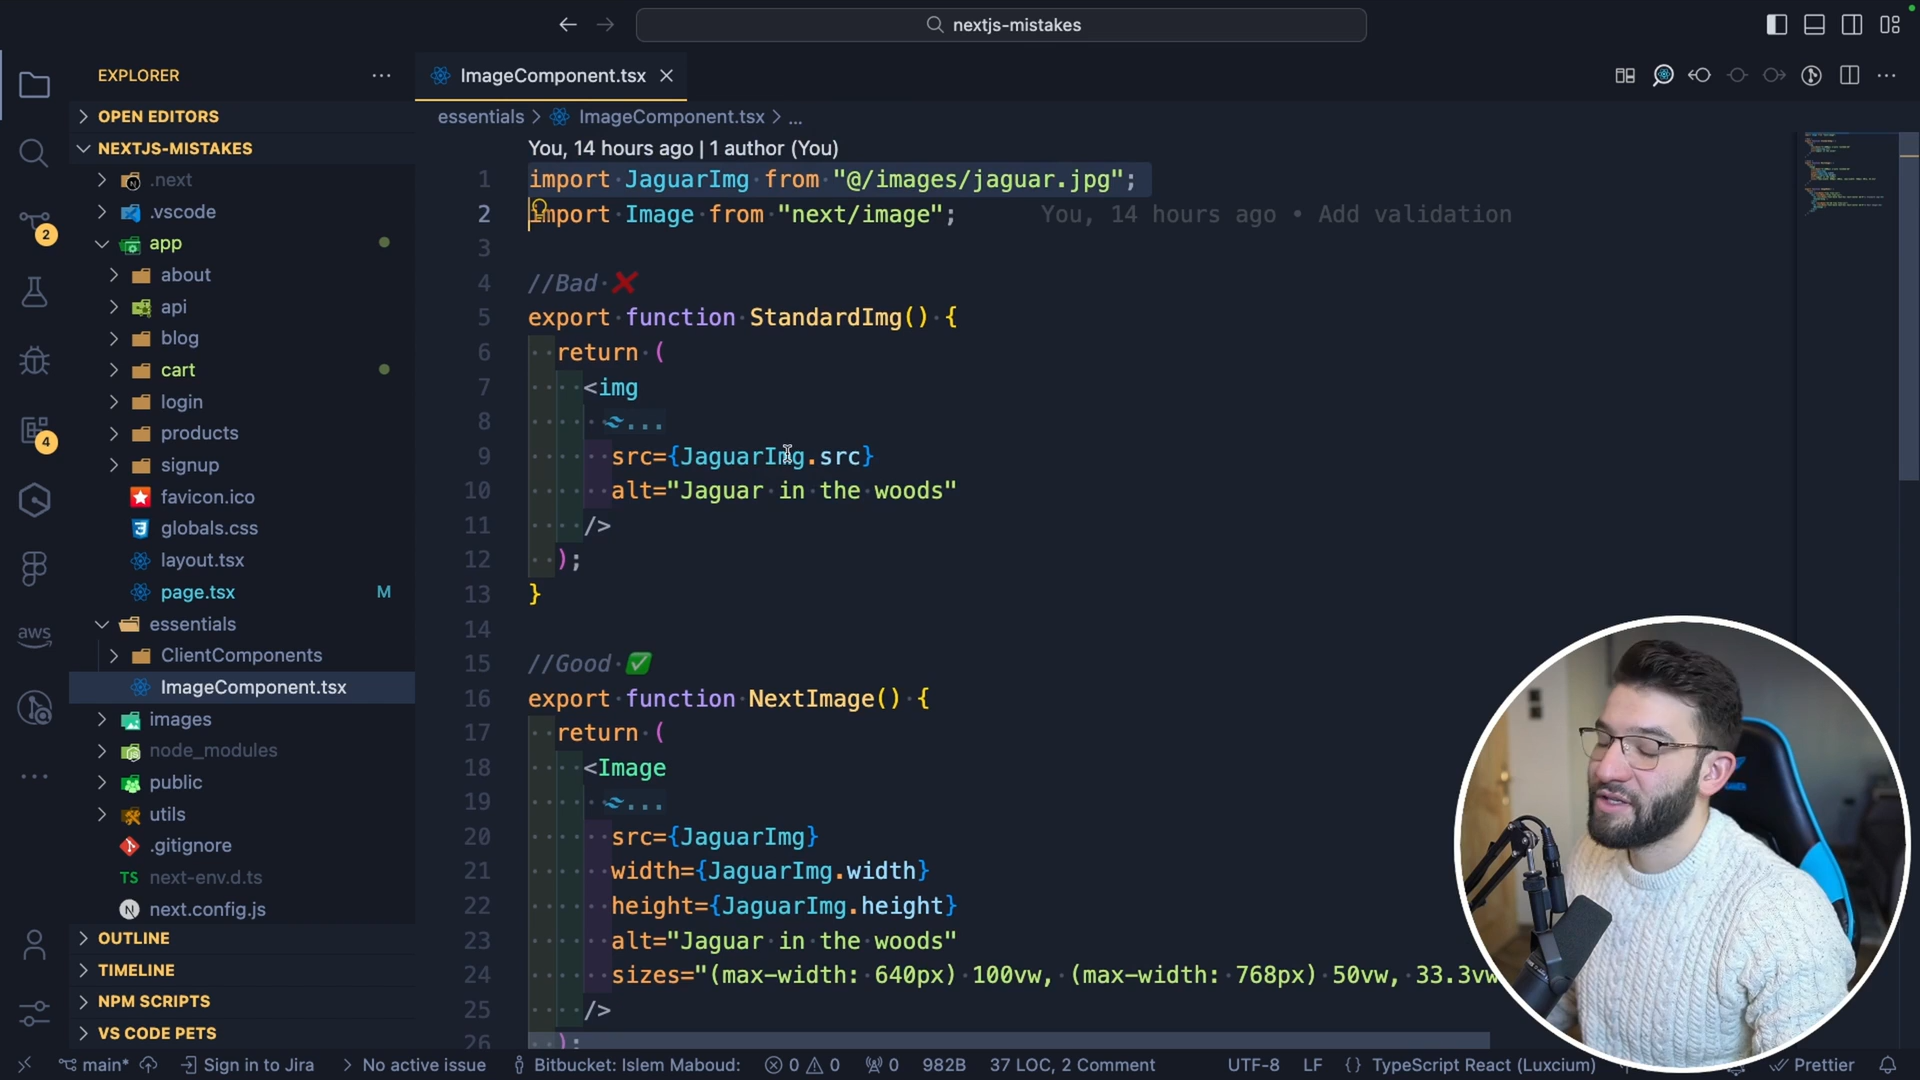 nextjs-mistakes
EXPLORER
ImageComponent.tsx
OPEN EDITORS
essentials > ImageComponent.tsx > ...
NEXTJS-MISTAKES
You, 14 hours ago | 1 author (You)
.next
1 import JaguarImg from "@/images/jaguar.jpg";
.vscode
2 import Image from "next/image"; You, 14 hours ago • Add validation
2
app
3
about
4 //Bad ❌
api
5 export function StandardImg() {
blog
6 return (
cart
7 <img
login
8 ...
products
4
9 src={JaguarImg.src}
signup
10 alt="Jaguar in the woods"
favicon.ico
11 />
globals.css
12 );
layout.tsx
13 }
page.tsx M
14
essentials
aws
15 //Good ✅
ClientComponents
16 export function NextImage() {
ImageComponent.tsx
17 return (
images
18 <Image
node_modules
19 ...
public
20 src={JaguarImg}
utils
21 width={JaguarImg.width}
.gitignore
22 height={JaguarImg.height}
TS next-env.d.ts
23 alt="Jaguar in the woods"
N next.config.js
24 sizes="(max-width: 640px) 100vw, (max-width: 768px) 50vw, 33.3vw
OUTLINE
25 />
TIMELINE
26 );
NPM SCRIPTS
VS CODE PETS
main* Sign in to Jira No active issue Bitbucket: Islem Maboud: 0 0 0 982B 37 LOC, 2 Comment UTF-8 LF {} TypeScript React (Luxcium) Prettier